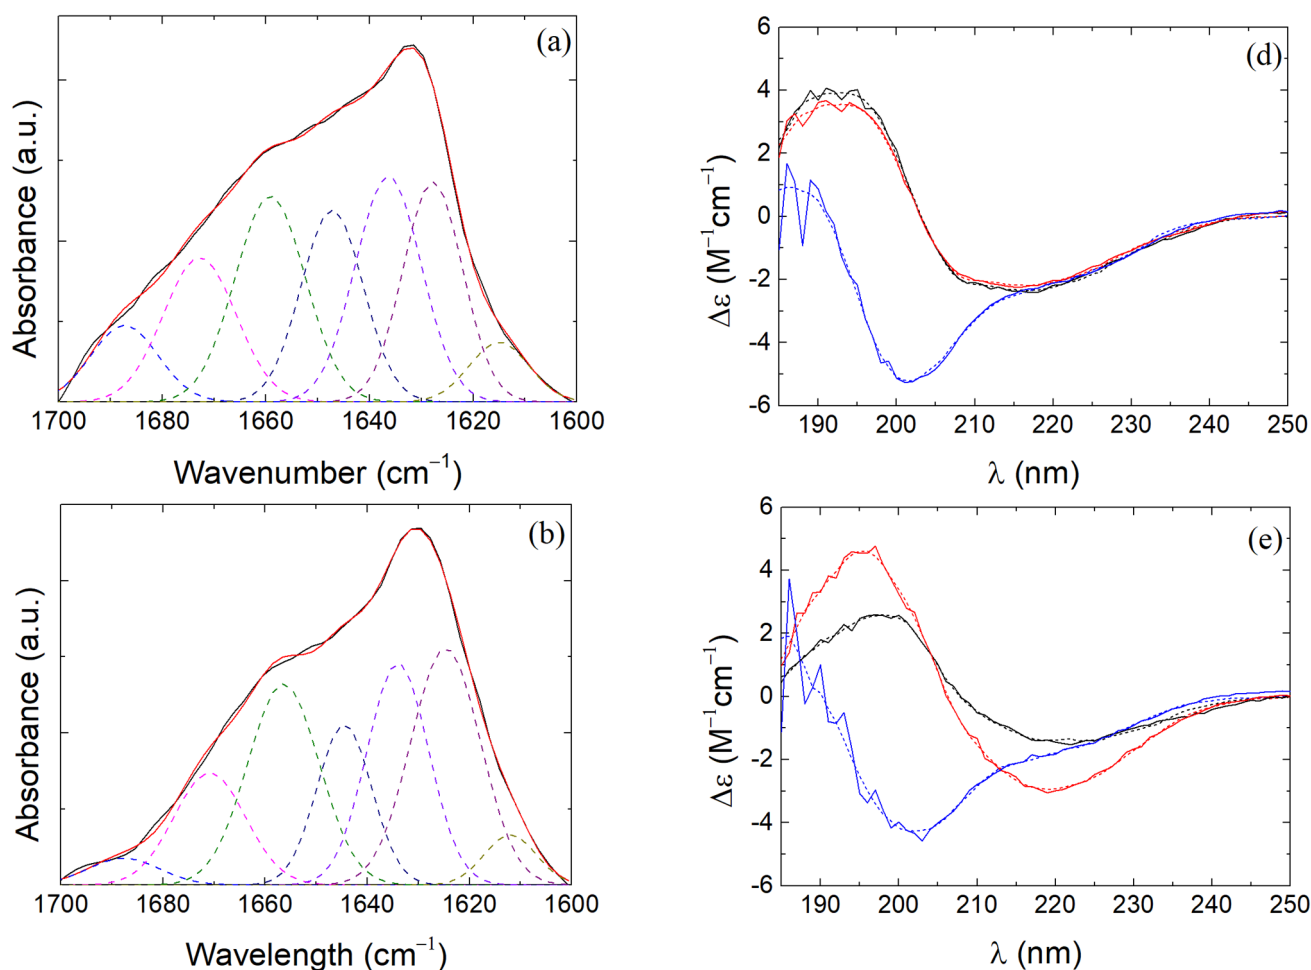 (a)
Absorbance (a.u.)
1700 1680 1660 1640 1620 1600
Wavenumber (cm⁻¹)
(d)
Δε (M⁻¹cm⁻¹)
6
4
2
0
-2
-4
-6
190 200 210 220 230 240 250
λ (nm)
(b)
Absorbance (a.u.)
1700 1680 1660 1640 1620 1600
Wavelength (cm⁻¹)
(e)
Δε (M⁻¹cm⁻¹)
6
4
2
0
-2
-4
-6
190 200 210 220 230 240 250
λ (nm)